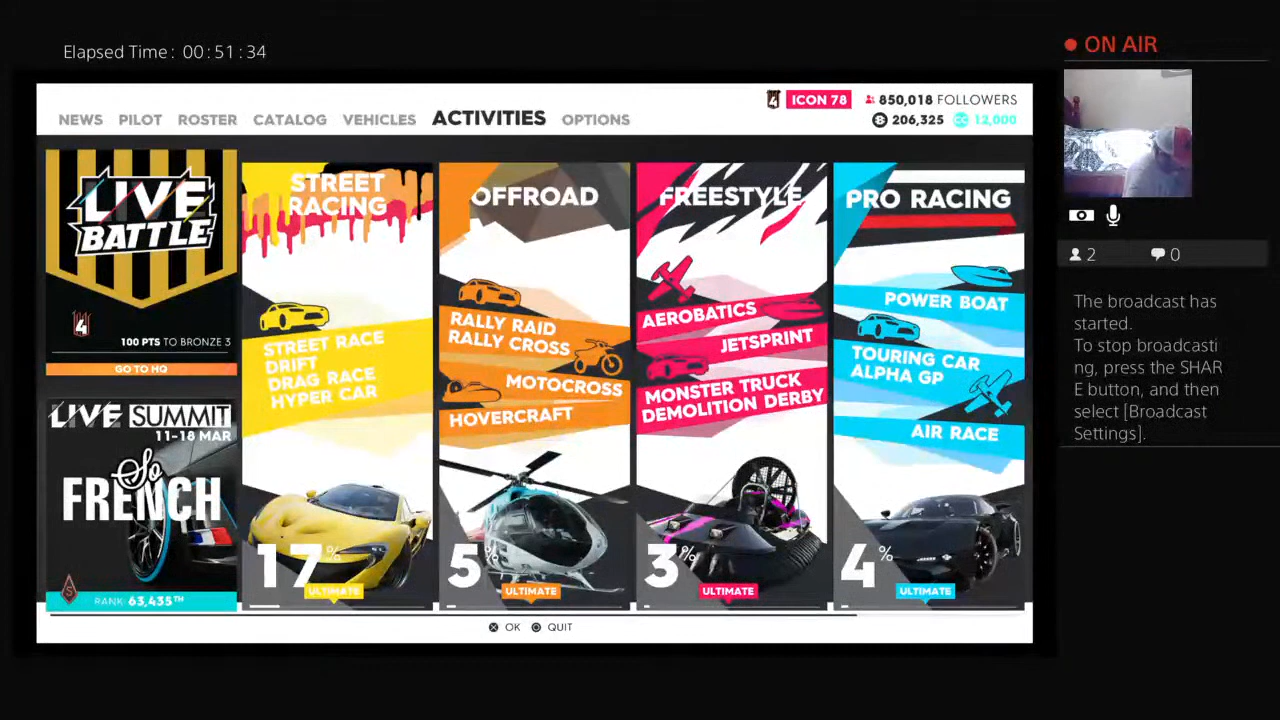 Elapsed Time: 00:51:34
ON AIR
4 ICON 78 850,018 FOLLOWERS
NEWS PILOT ROSTER CATALOG VEHICLES ACTIVITIES OPTIONS
206,325 CC 12,000
LIVE
BATTLE
4
100 PTS TO BRONZE 3
GO TO HQ
LIVE SUMMIT
11-18 MAR
So
FRENCH
S
RANK: 63,435TH
STREET
RACING
STREET RACE
DRIFT
DRAG RACE
HYPER CAR
17%
ULTIMATE
OFFROAD
RALLY RAID
RALLY CROSS
MOTOCROSS
HOVERCRAFT
5%
ULTIMATE
FREESTYLE
AEROBATICS
JETSPRINT
MONSTER TRUCK
DEMOLITION DERBY
3%
ULTIMATE
PRO RACING
POWER BOAT
TOURING CAR
ALPHA GP
AIR RACE
4%
ULTIMATE
OK QUIT
2 0
The broadcast has
started.
To stop broadcasti
ng, press the SHAR
E button, and then
select [Broadcast
Settings].